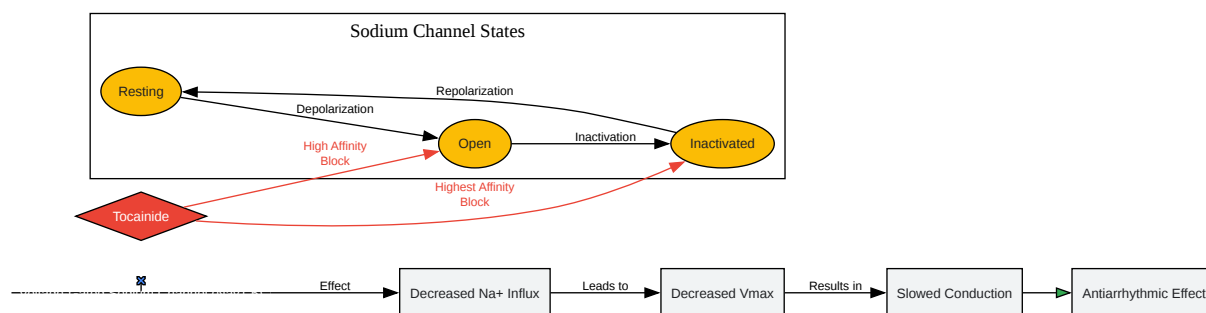 Sodium Channel States
Resting
Repolarization
Depolarization
Open
Inactivation
Inactivated
High Affinity
Block
Highest Affinity
Block
Tocainide
Effect
Decreased Na+ Influx
Leads to
Decreased Vmax
Results in
Slowed Conduction
Antiarrhythmic Effect